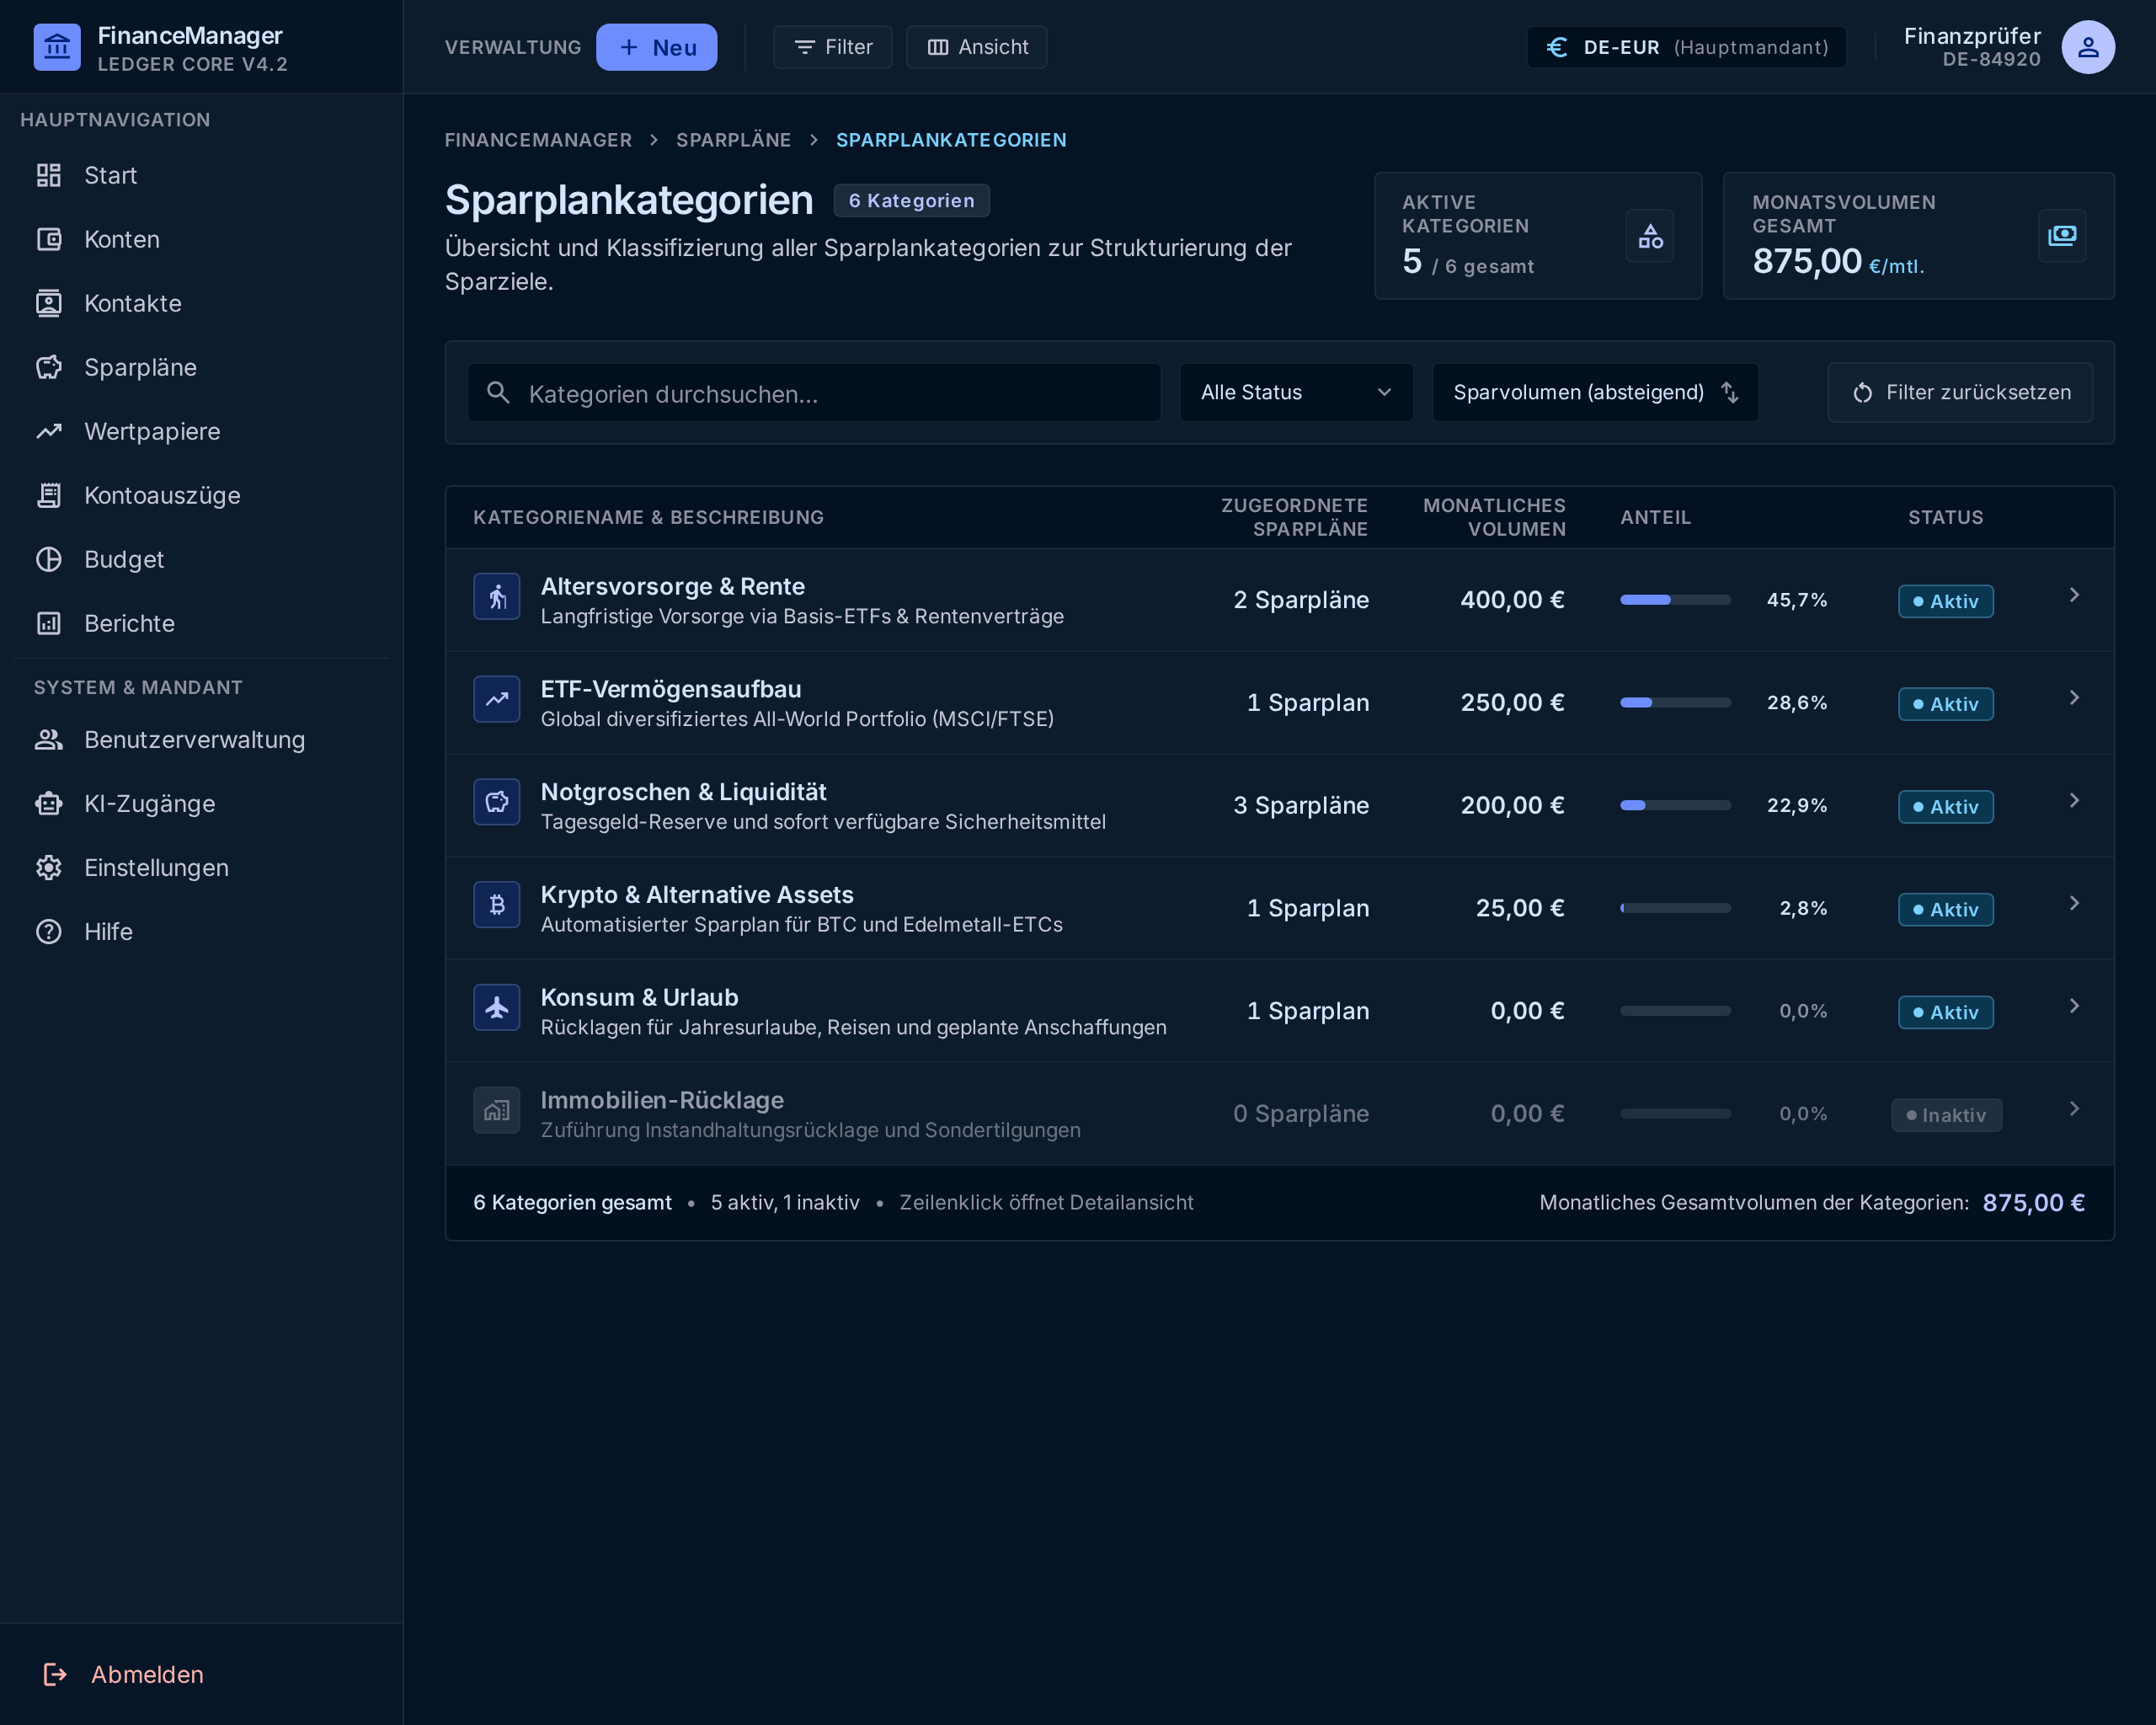 FinanceManager
LEDGER CORE V4.2
HAUPTNAVIGATION
Start
Konten
Kontakte
Sparpläne
Wertpapiere
Kontoauszüge
Budget
Berichte
SYSTEM & MANDANT
Benutzerverwaltung
KI-Zugänge
Einstellungen
Hilfe
Abmelden
VERWALTUNG
Neu
Filter
Ansicht
DE-EUR (Hauptmandant)
Finanzprüfer
DE-84920
FINANCEMANAGER > SPARPLÄNE > SPARPLANKATEGORIEN
Sparplankategorien
6 Kategorien
Übersicht und Klassifizierung aller Sparplankategorien zur Strukturierung der
Sparziele.
AKTIVE
KATEGORIEN
5 / 6 gesamt
MONATSVOLUMEN
GESAMT
875,00 €/mtl.
Kategorien durchsuchen...
Alle Status
Sparvolumen (absteigend)
Filter zurücksetzen
KATEGORIENAME & BESCHREIBUNG
ZUGEORDNETE
SPARPLÄNE
MONATLICHES
VOLUMEN
ANTEIL
STATUS
Altersvorsorge & Rente
Langfristige Vorsorge via Basis-ETFs & Rentenverträge
2 Sparpläne
400,00 €
45,7%
Aktiv
ETF-Vermögensaufbau
Global diversifiziertes All-World Portfolio (MSCI/FTSE)
1 Sparplan
250,00 €
28,6%
Aktiv
Notgroschen & Liquidität
Tagesgeld-Reserve und sofort verfügbare Sicherheitsmittel
3 Sparpläne
200,00 €
22,9%
Aktiv
Krypto & Alternative Assets
Automatisierter Sparplan für BTC und Edelmetall-ETCs
1 Sparplan
25,00 €
2,8%
Aktiv
Konsum & Urlaub
Rücklagen für Jahresurlaube, Reisen und geplante Anschaffungen
1 Sparplan
0,00 €
0,0%
Aktiv
Immobilien-Rücklage
Zuführung Instandhaltungsrücklage und Sondertilgungen
0 Sparpläne
0,00 €
0,0%
Inaktiv
6 Kategorien gesamt • 5 aktiv, 1 inaktiv • Zeilenklick öffnet Detailansicht
Monatliches Gesamtvolumen der Kategorien: 875,00 €